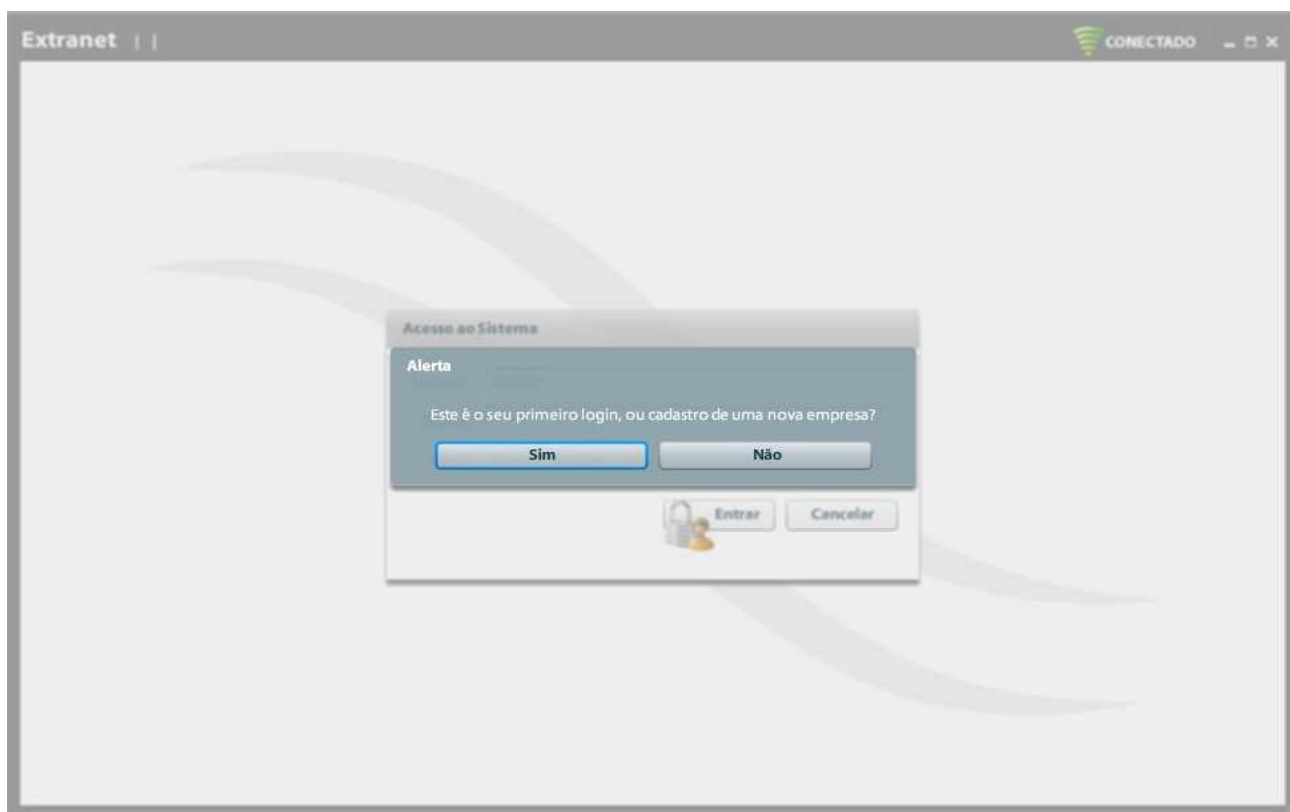 Extranet | |
CONECTADO
Acesso ao Sistema
Alerta
Este é o seu primeiro login, ou cadastro de uma nova empresa?
Sim
Não
Entrar
Cancelar